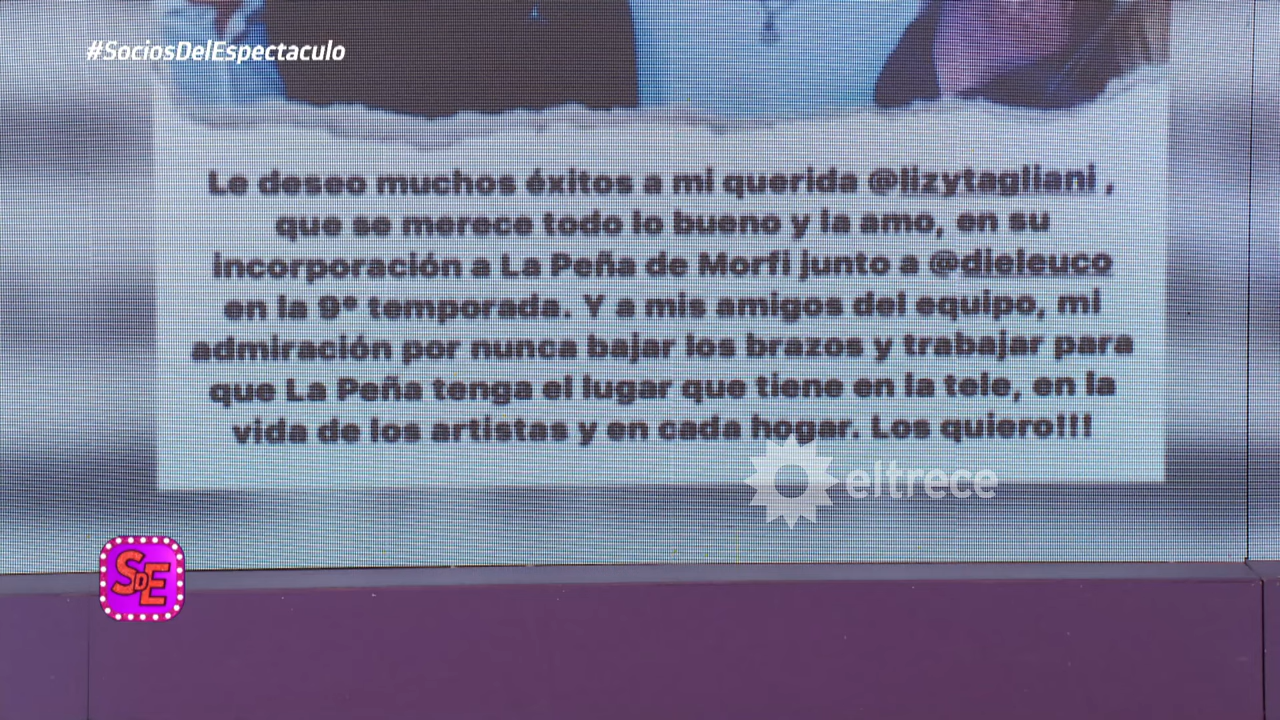 #SociosDelEspectaculo
Le deseo muchos éxitos a mi querida @lizytagliani ,
que se merece todo lo bueno y la amo, en su
incorporación a La Peña de Morfi junto a @dieleuco
en la 9° temporada. Y a mis amigos del equipo, mi
admiración por nunca bajar los brazos y trabajar para
que La Peña tenga el lugar que tiene en la tele, en la
vida de los artistas y en cada hogar. Los quiero!!!
eltrece
SDE